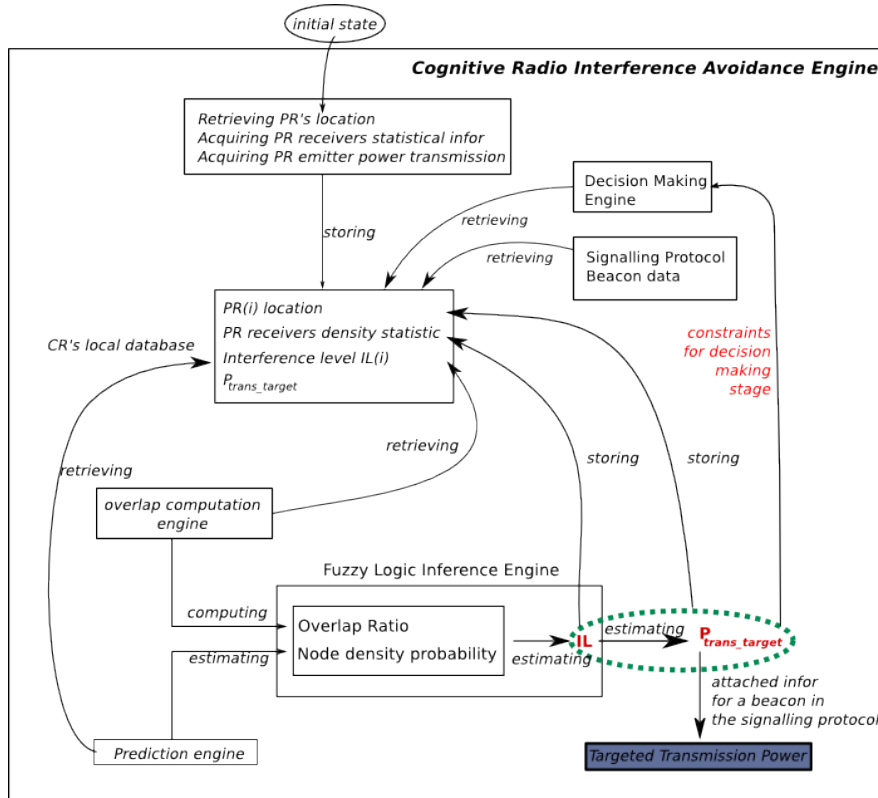 initial state
Cognitive Radio Interference Avoidance Engine
Retrieving PR's location
Acquiring PR receivers statistical infor
Acquiring PR emitter power transmission
Decision Making
Engine
retrieving
storing
Signalling Protocol
Beacon data
retrieving
PR(i) location
PR receivers density statistic
Interference level IL(i)
P_trans_target
CR's local database
constraints
for decision
making
stage
retrieving
retrieving
storing
storing
overlap computation
engine
Fuzzy Logic Inference Engine
computing
Overlap Ratio
Node density probability
estimating
estimating
IL
estimating
P_trans_target
attached infor
for a beacon in
the signalling protocol
Prediction engine
Targeted Transmission Power